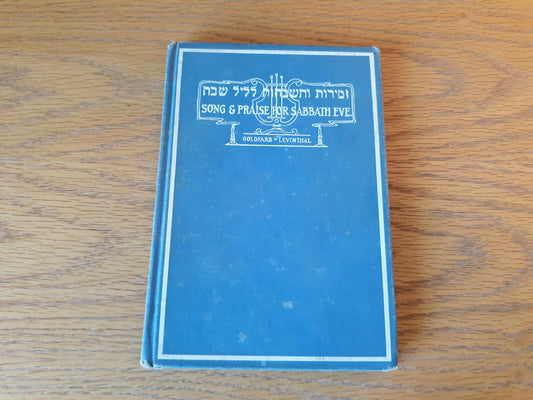 זמירות ותשבחות לליל שבת
SONG & PRAISE FOR SABBATH EVE.
GOLDFARB - LEVINTHAL